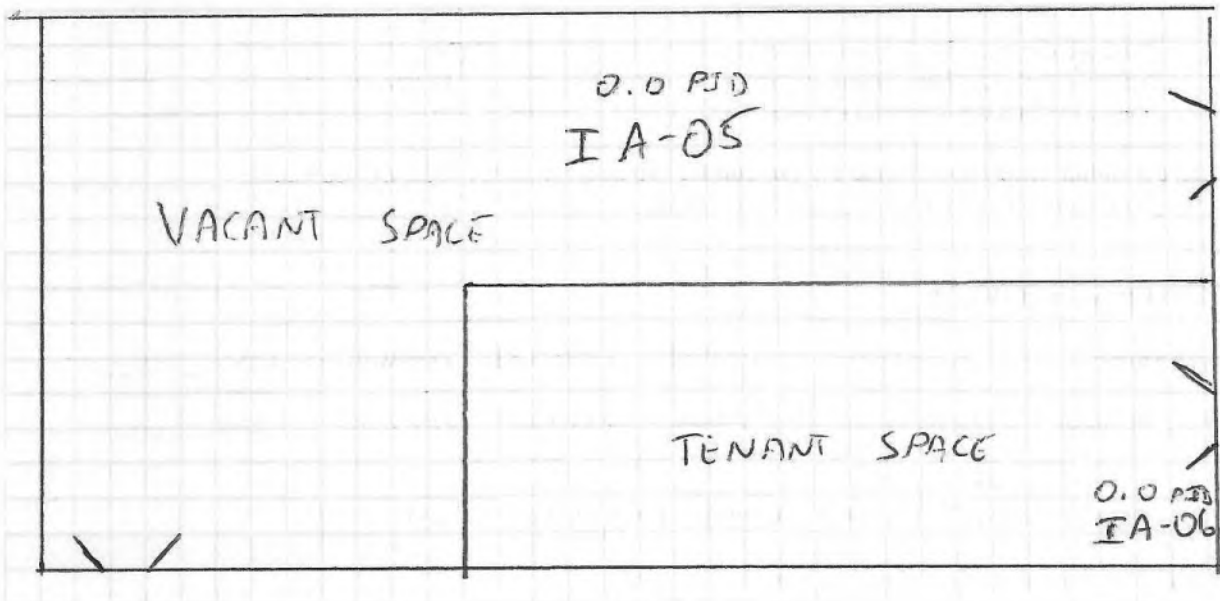 0.0 PID
IA-05
VACANT SPACE
TENANT SPACE
0.0 PID
IA-06